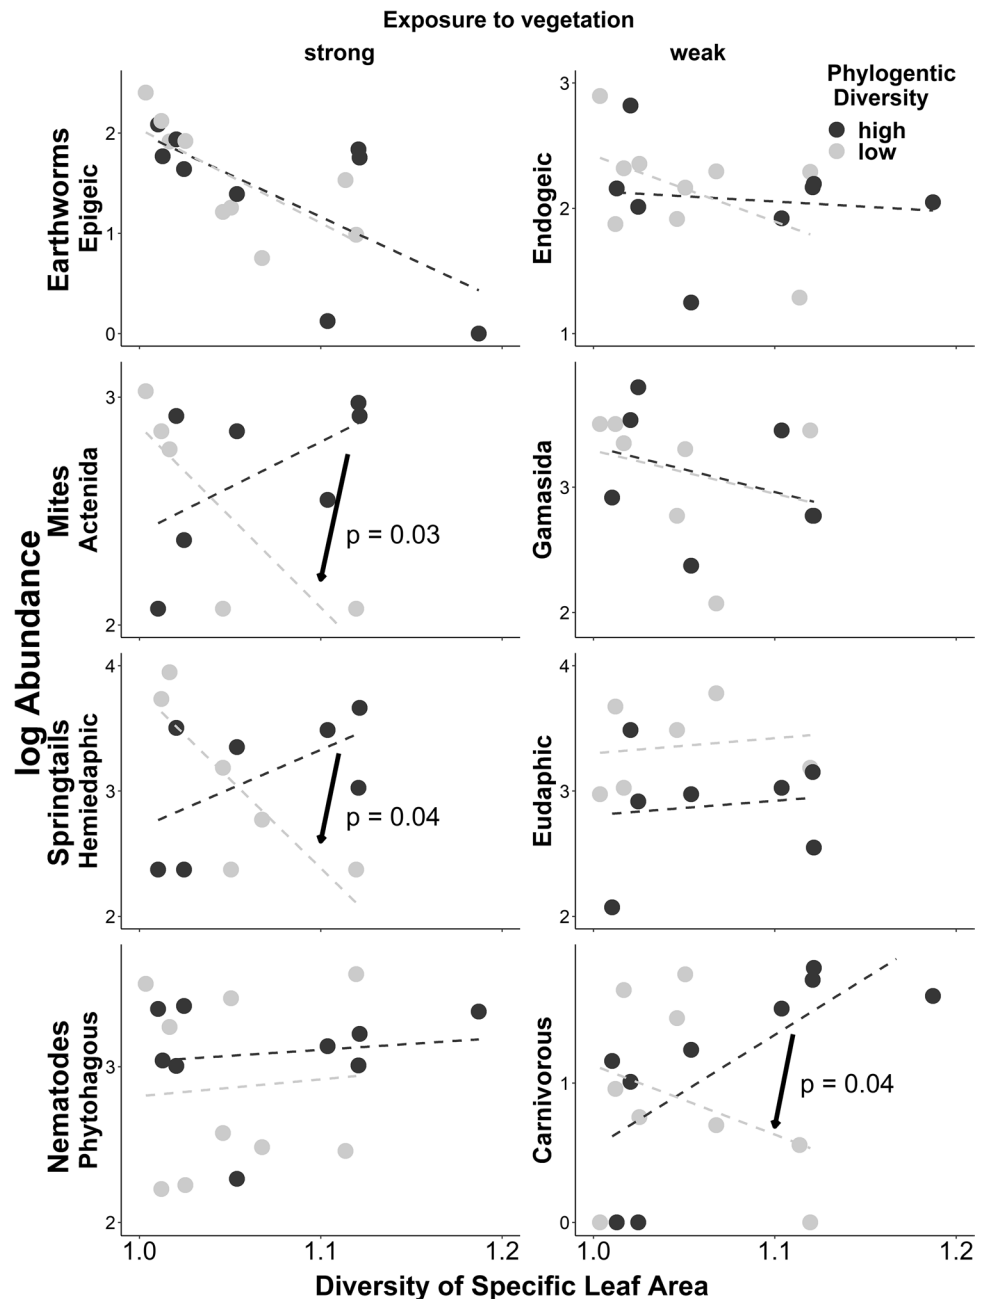 Exposure to vegetation
strong
weak
Phylogentic
Diversity
high
low
log Abundance
Earthworms
Epigeic
2
1
0
Endogeic
3
2
1
Mites
Actenida
3
2
p = 0.03
Gamasida
3
2
Springtails
Hemiedaphic
4
3
2
p = 0.04
Eudaphic
4
3
2
Nematodes
Phytohagous
3
2
1.0
1.1
1.2
Carnivorous
1
0
p = 0.04
1.0
1.1
1.2
Diversity of Specific Leaf Area